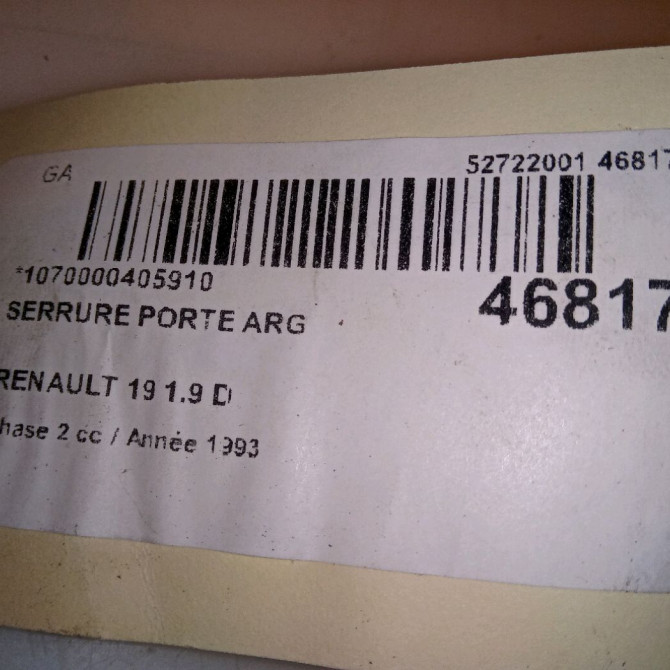 GA
52722001 46817
*1070000405910
46817
SERRURE PORTE ARG
RENAULT 19 1.9 D
hase 2 cc / Année 1993